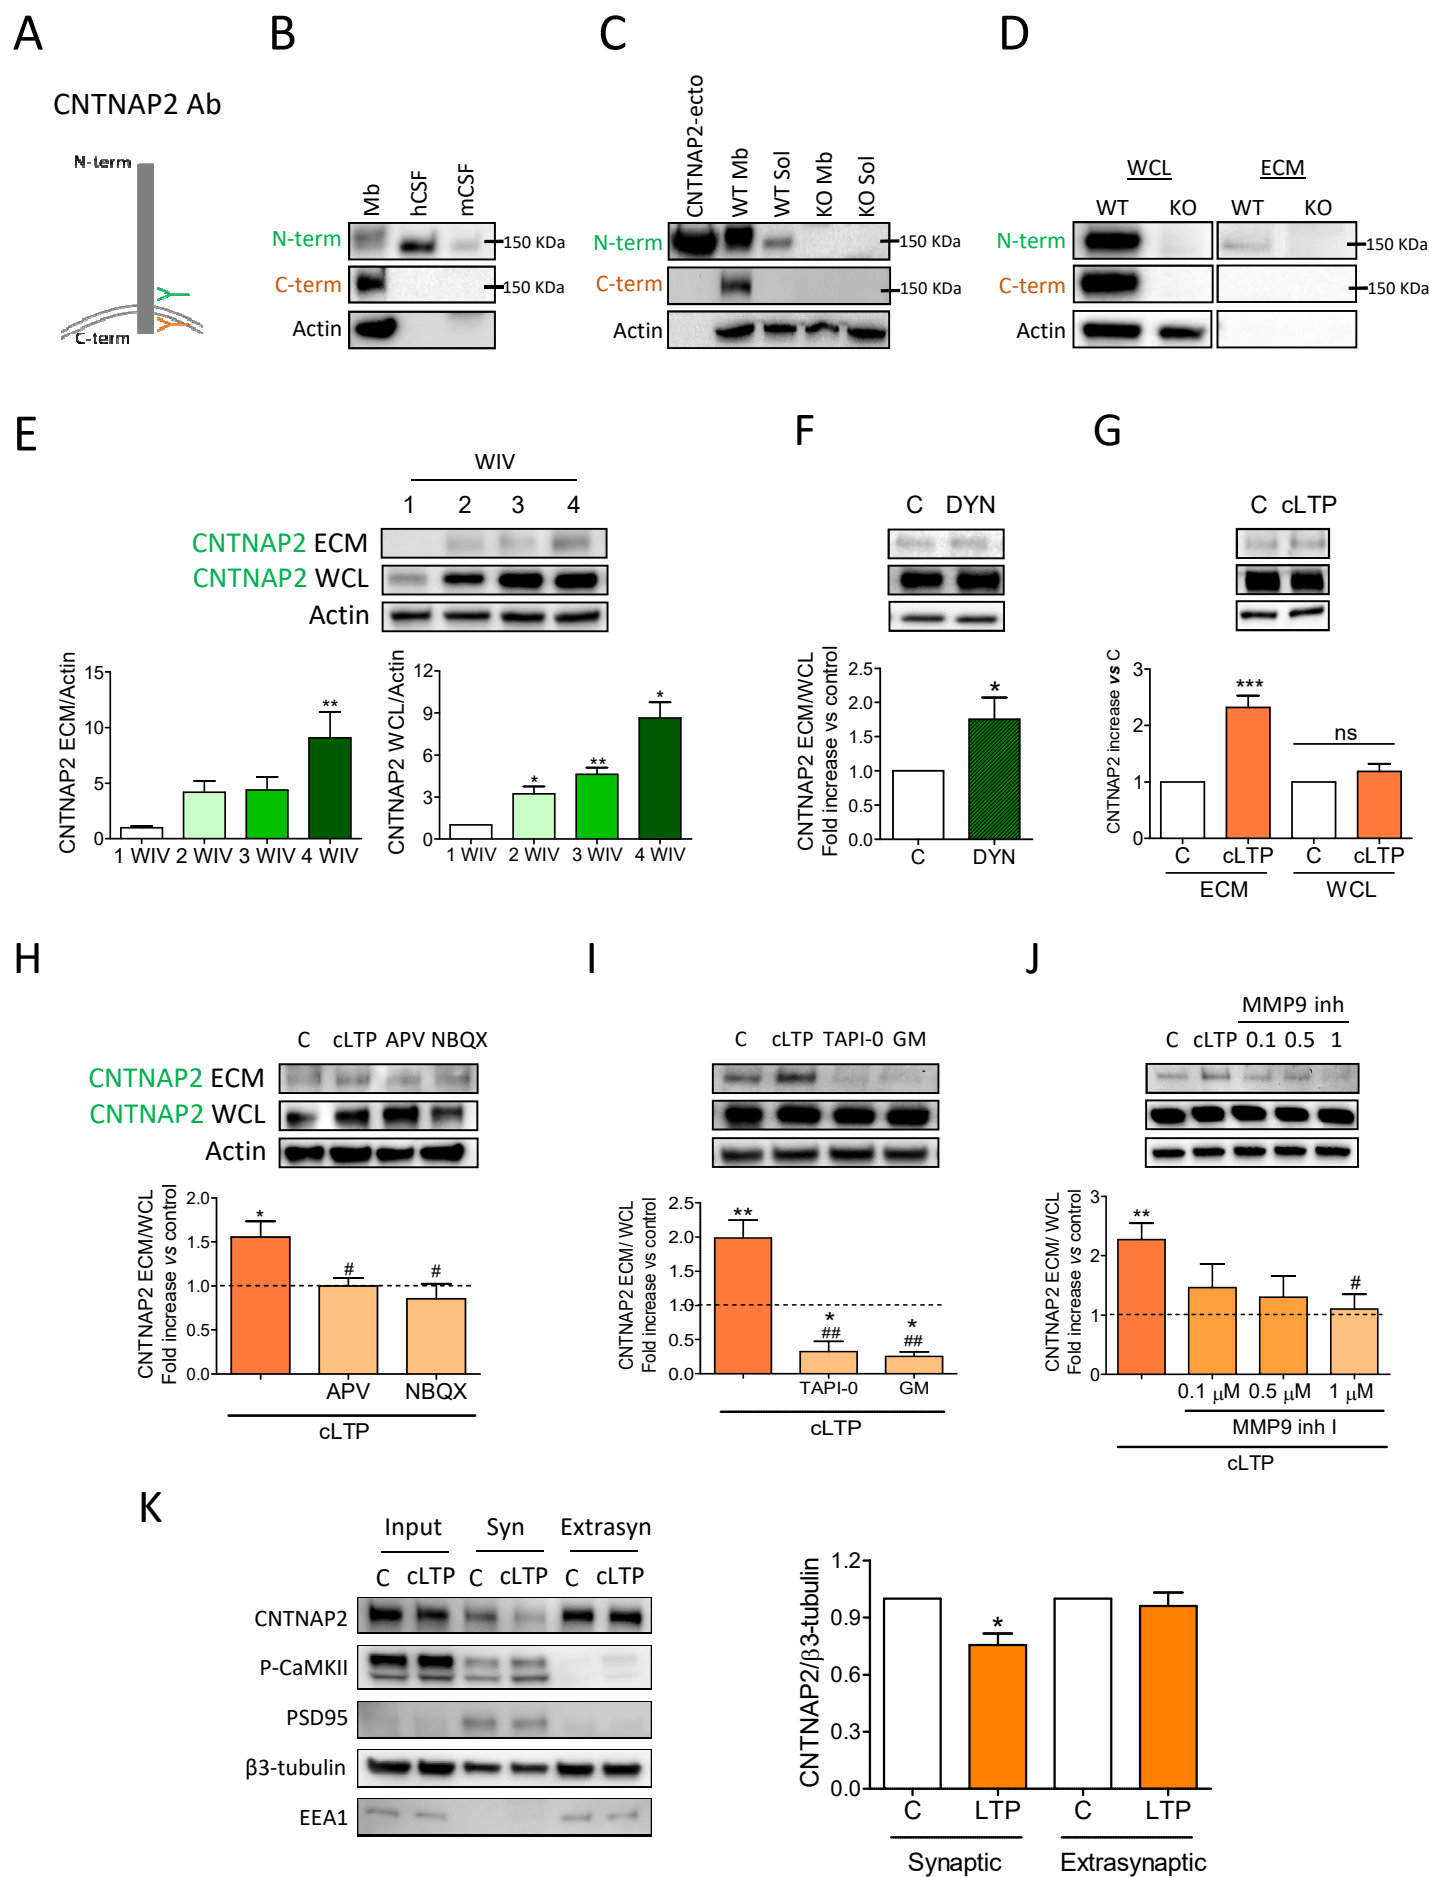 A
B
C
D
CNTNAP2 Ab
N-term
C-term
Mb
hCSF
mCSF
N-term
150 KDa
C-term
150 KDa
Actin
CNTNAP2-ecto
WT Mb
WT Sol
KO Mb
KO Sol
N-term
150 KDa
C-term
150 KDa
Actin
WCL
ECM
WT KO WT KO
N-term
150 KDa
C-term
150 KDa
Actin
E
WIV
1 2 3 4
CNTNAP2 ECM
CNTNAP2 WCL
Actin
CNTNAP2 ECM/Actin
15
10
5
0
**
1 WIV 2 WIV 3 WIV 4 WIV
CNTNAP2 WCL/Actin
12
9
6
3
0
*
**
*
1 WIV 2 WIV 3 WIV 4 WIV
F
C DYN
CNTNAP2 ECM/WCL
Fold increase vs control
2.5
2.0
1.5
1.0
0.5
0.0
*
C DYN
G
C cLTP
CNTNAP2 increase vs C
3
2
1
0
***
ns
C cLTP C cLTP
ECM WCL
H
C cLTP APV NBQX
CNTNAP2 ECM
CNTNAP2 WCL
Actin
CNTNAP2 ECM/WCL
Fold increase vs control
2.0
1.5
1.0
0.5
0.0
*
#
#
APV NBQX
cLTP
I
C cLTP TAPI-0 GM
CNTNAP2 ECM/ WCL
Fold increase vs control
2.5
2.0
1.5
1.0
0.5
0.0
**
*
##
*
##
TAPI-0 GM
cLTP
J
MMP9 inh
C cLTP 0.1 0.5 1
CNTNAP2 ECM/ WCL
Fold increase vs control
3
2
1
0
**
#
0.1 μM 0.5 μM 1 μM
MMP9 inh I
cLTP
K
Input Syn Extrasyn
C cLTP C cLTP C cLTP
CNTNAP2
P-CaMKII
PSD95
β3-tubulin
EEA1
CNTNAP2/β3-tubulin
1.2
0.9
0.6
0.3
0.0
*
C LTP C LTP
Synaptic Extrasynaptic